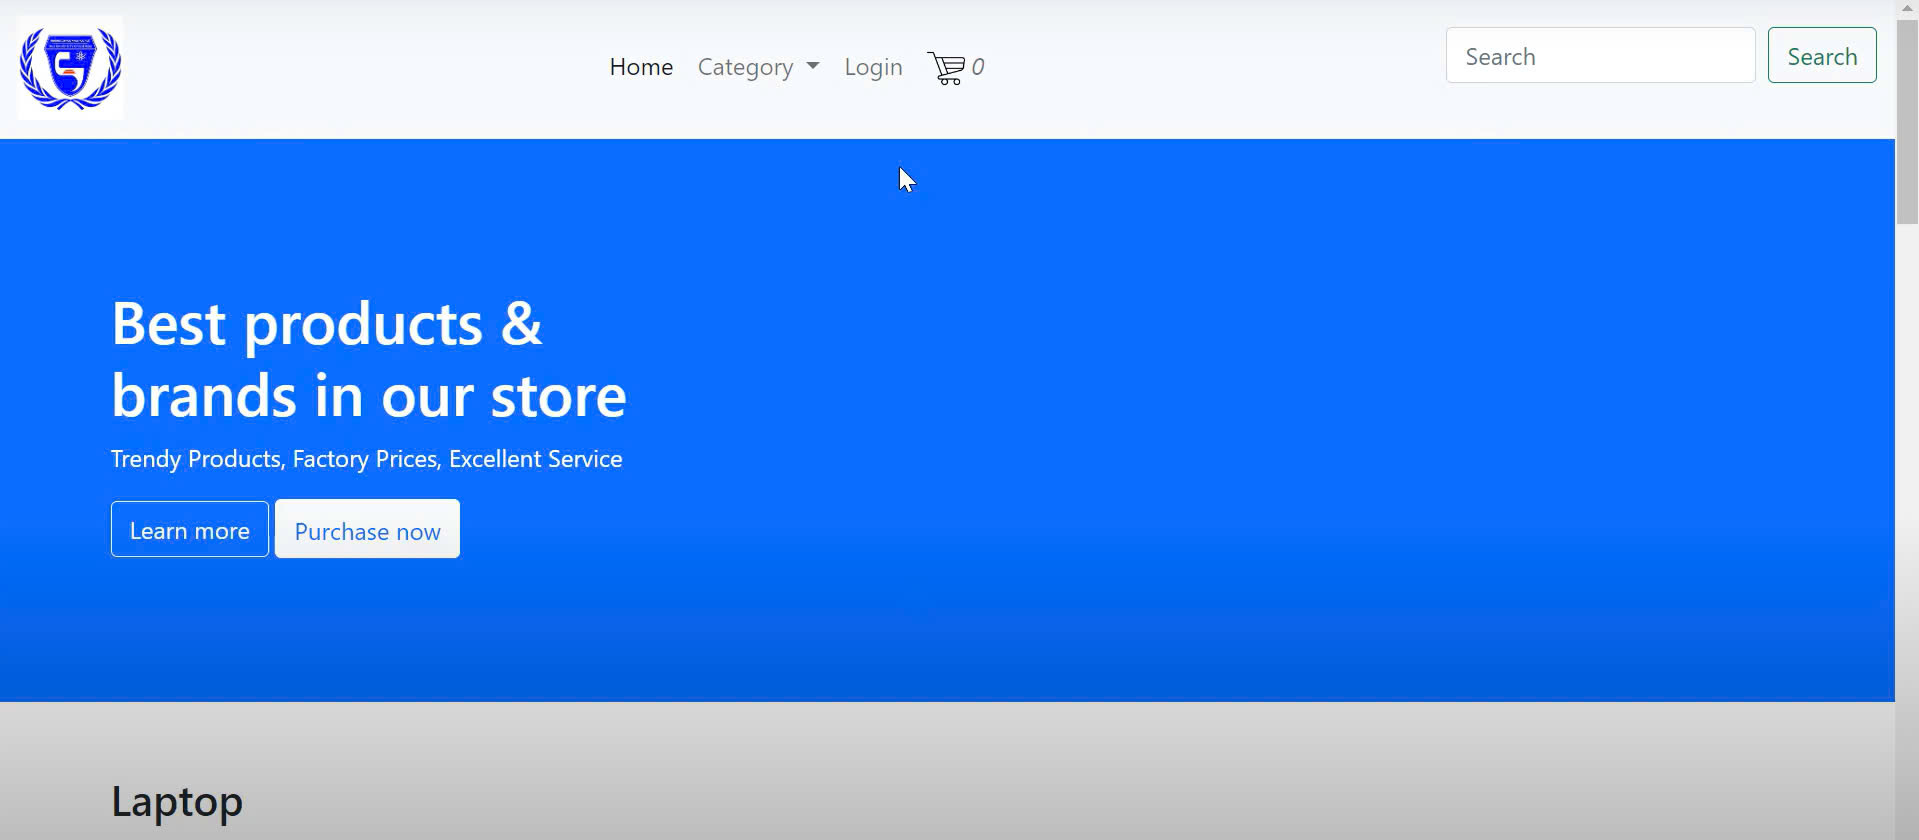 Home
Category
Login
0
Search
Search
Best products &
brands in our store
Trendy Products, Factory Prices, Excellent Service
Learn more
Purchase now
Laptop